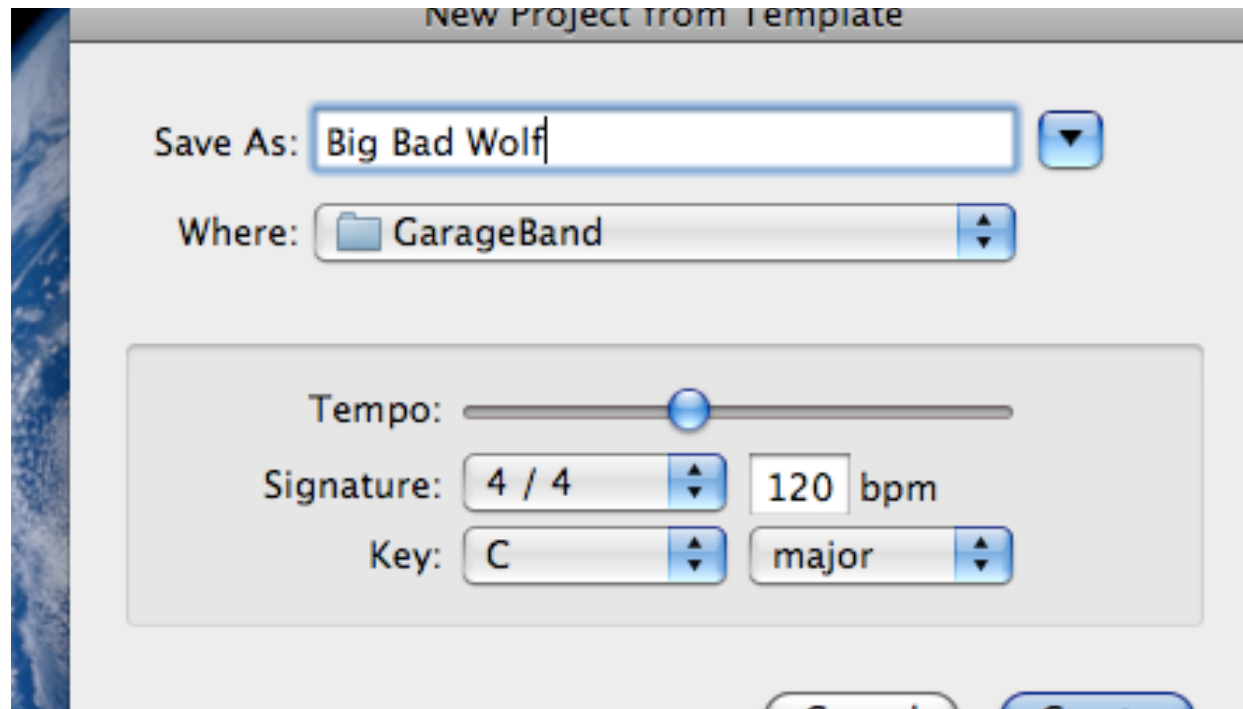 New Project from Template
Save As: Big Bad Wolf
Where: GarageBand
Tempo:
Signature: 4 / 4 120 bpm
Key: C major